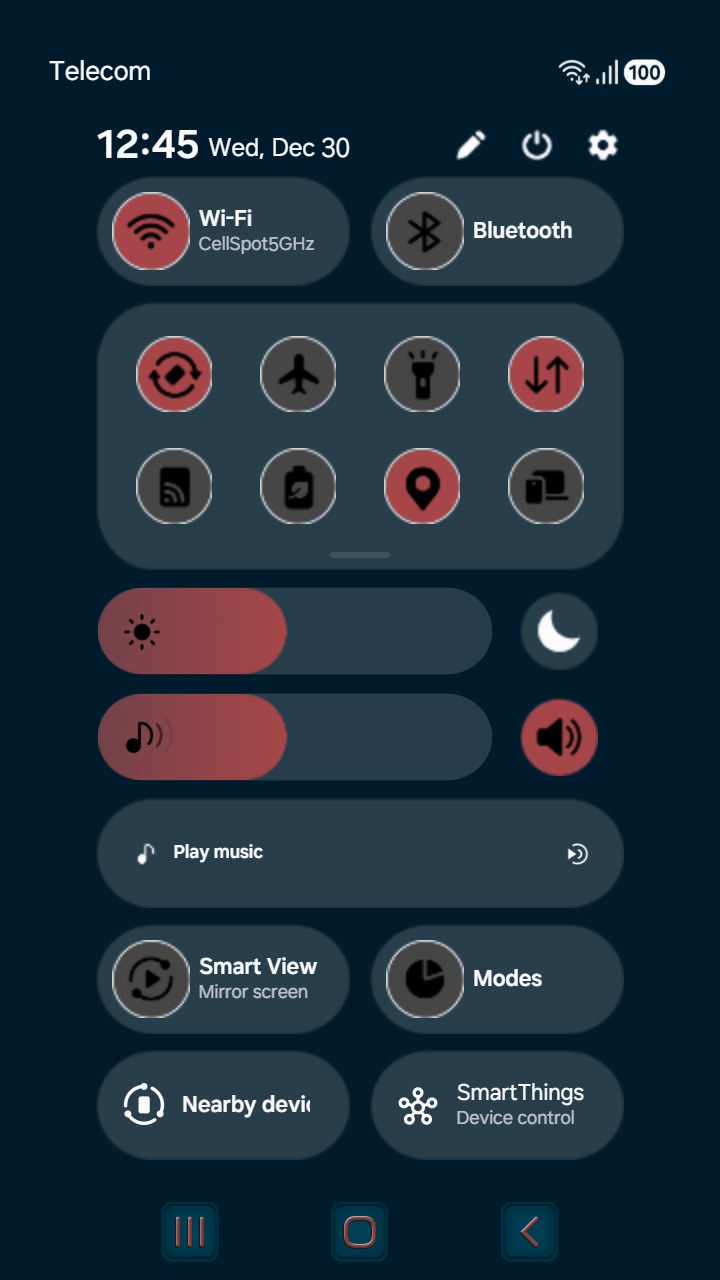 Telecom
100
12:45 Wed, Dec 30
Wi-Fi
CellSpot5GHz
Bluetooth
Play music
Smart View
Mirror screen
Modes
Nearby devi
SmartThings
Device control